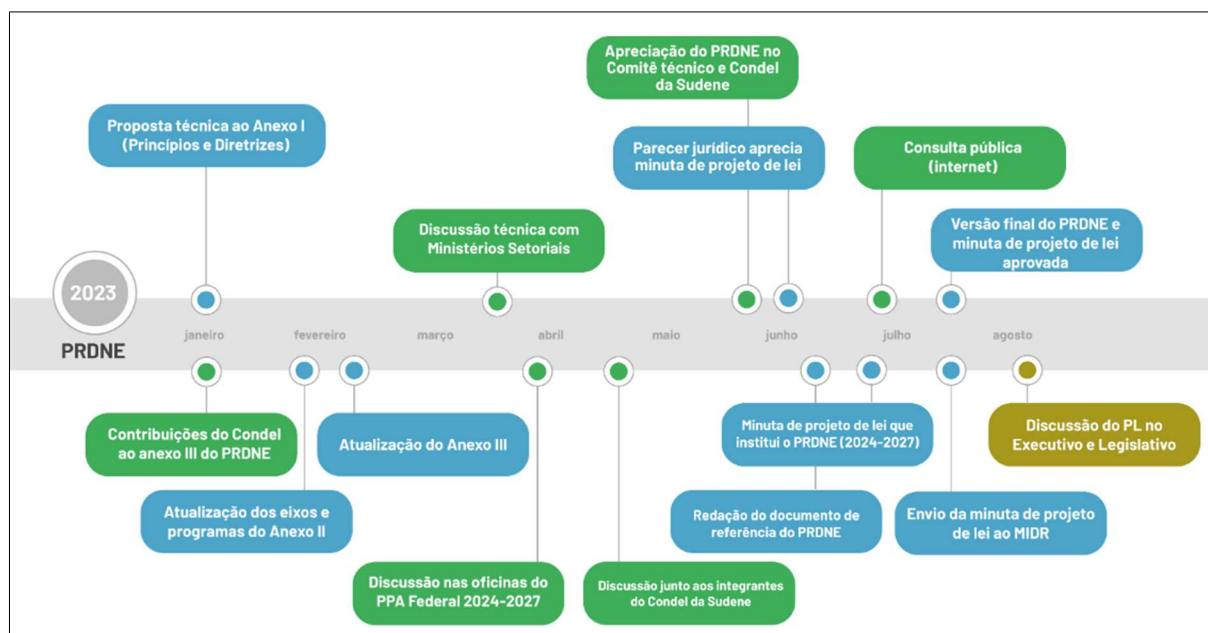 Apreciação do PRDNE no
Comitê técnico e Condel
da Sudene
Proposta técnica ao Anexo I
(Princípios e Diretrizes)
Parecer jurídico aprecia
minuta de projeto de lei
Consulta pública
(internet)
Discussão técnica com
Ministérios Setoriais
Versão final do PRDNE e
minuta de projeto de lei
aprovada
2023
PRDNE
janeiro
fevereiro
março
abril
maio
junho
julho
agosto
Contribuições do Condel
ao anexo III do PRDNE
Atualização do Anexo III
Minuta de projeto de lei que
institui o PRDNE (2024-2027)
Discussão do PL no
Executivo e Legislativo
Atualização dos eixos e
programas do Anexo II
Redação do documento de
referência do PRDNE
Envio da minuta de projeto
de lei ao MIDR
Discussão nas oficinas do
PPA Federal 2024-2027
Discussão junto aos integrantes
do Condel da Sudene